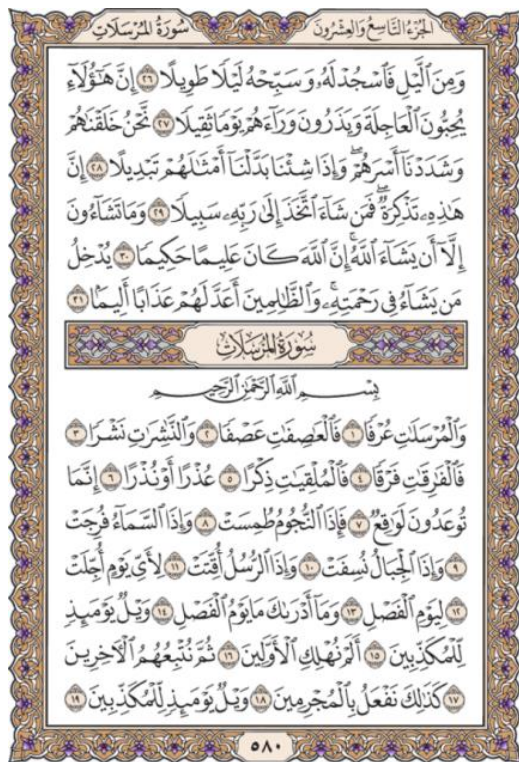 الجزء التاسع والعشرون سورة المرسلات
وَمِنَ ٱلَّيۡلِ فَٱسۡجُدۡ لَهُۥ وَسَبِّحۡهُ لَيۡلٗا طَوِيلًا ٢٦ إِنَّ هَٰٓؤُلَآءِ
يُحِبُّونَ ٱلۡعَاجِلَةَ وَيَذَرُونَ وَرَآءَهُمۡ يَوۡمٗا ثَقِيلٗا ٢٧ نَّحۡنُ خَلَقۡنَٰهُمۡ
وَشَدَدۡنَآ أَسۡرَهُمۡۖ وَإِذَا شِئۡنَا بَدَّلۡنَآ أَمۡثَٰلَهُمۡ تَبۡدِيلًا ٢٨ إِنَّ
هَٰذِهِۦ تَذۡكِرَةٞۖ فَمَن شَآءَ ٱتَّخَذَ إِلَىٰ رَبِّهِۦ سَبِيلٗا ٢٩ وَمَا تَشَآءُونَ
إِلَّآ أَن يَشَآءَ ٱللَّهُۚ إِنَّ ٱللَّهَ كَانَ عَلِيمًا حَكِيمٗا ٣٠ يُدۡخِلُ
مَن يَشَآءُ فِي رَحۡمَتِهِۦۚ وَٱلظَّٰلِمِينَ أَعَدَّ لَهُمۡ عَذَابًا أَلِيمَۢا ٣١
سورة المرسلات
بِسۡمِ ٱللَّهِ ٱلرَّحۡمَٰنِ ٱلرَّحِيمِ
وَٱلۡمُرۡسَلَٰتِ عُرۡفٗا ١ فَٱلۡعَٰصِفَٰتِ عَصۡفٗا ٢ وَٱلنَّٰشِرَٰتِ نَشۡرٗا ٣
فَٱلۡفَٰرِقَٰتِ فَرۡقٗا ٤ فَٱلۡمُلۡقِيَٰتِ ذِكۡرًا ٥ عُذۡرًا أَوۡ نُذۡرًا ٦ إِنَّمَا
تُوعَدُونَ لَوَٰقِعٞ ٧ فَإِذَا ٱلنُّجُومُ طُمِسَتۡ ٨ وَإِذَا ٱلسَّمَآءُ فُرِجَتۡ
٩ وَإِذَا ٱلۡجِبَالُ نُسِفَتۡ ١٠ وَإِذَا ٱلرُّسُلُ أُقِّتَتۡ ١١ لِأَيِّ يَوۡمٍ أُجِّلَتۡ
١٢ لِيَوۡمِ ٱلۡفَصۡلِ ١٣ وَمَآ أَدۡرَىٰكَ مَا يَوۡمُ ٱلۡفَصۡلِ ١٤ وَيۡلٞ يَوۡمَئِذٖ
لِّلۡمُكَذِّبِينَ ١٥ أَلَمۡ نُهۡلِكِ ٱلۡأَوَّلِينَ ١٦ ثُمَّ نُتۡبِعُهُمُ ٱلۡأٓخِرِينَ
١٧ كَذَٰلِكَ نَفۡعَلُ بِٱلۡمُجۡرِمِينَ ١٨ وَيۡلٞ يَوۡمَئِذٖ لِّلۡمُكَذِّبِينَ ١٩
٥٨٠